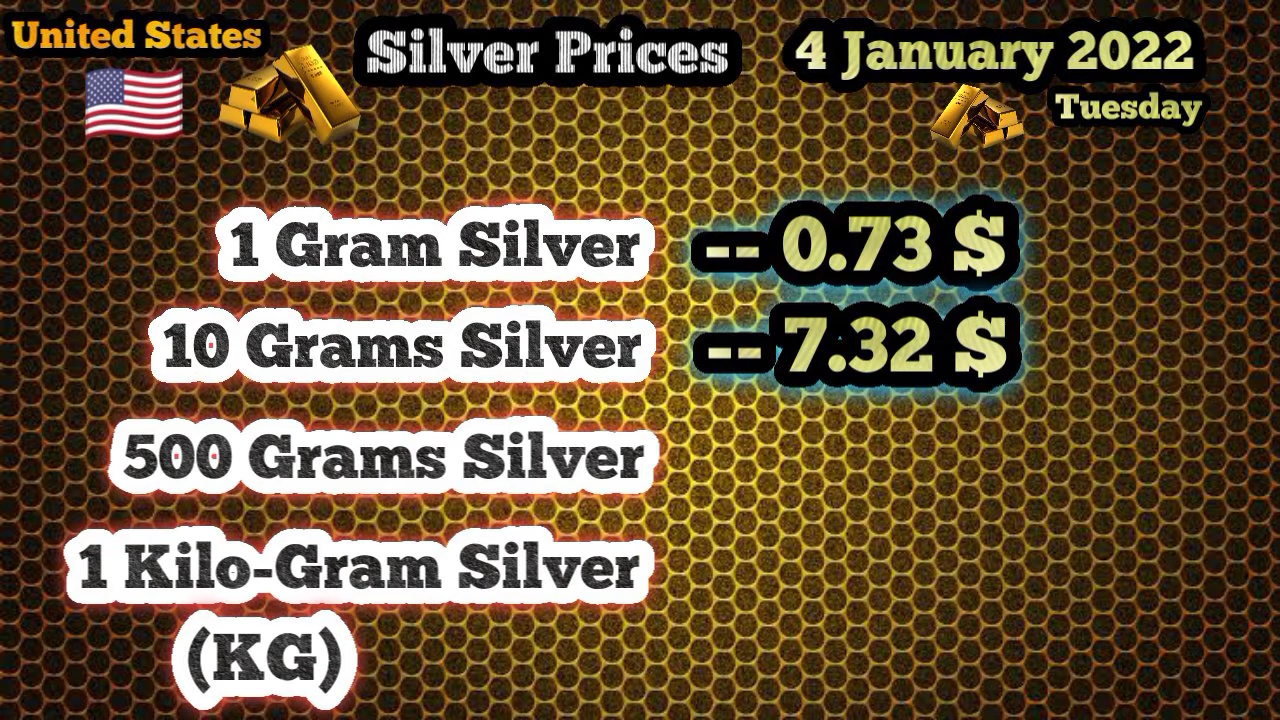 United States
Silver Prices
4 January 2022
Tuesday
1 Gram Silver -- 0.73 $
10 Grams Silver -- 7.32 $
500 Grams Silver
1 Kilo-Gram Silver
(KG)